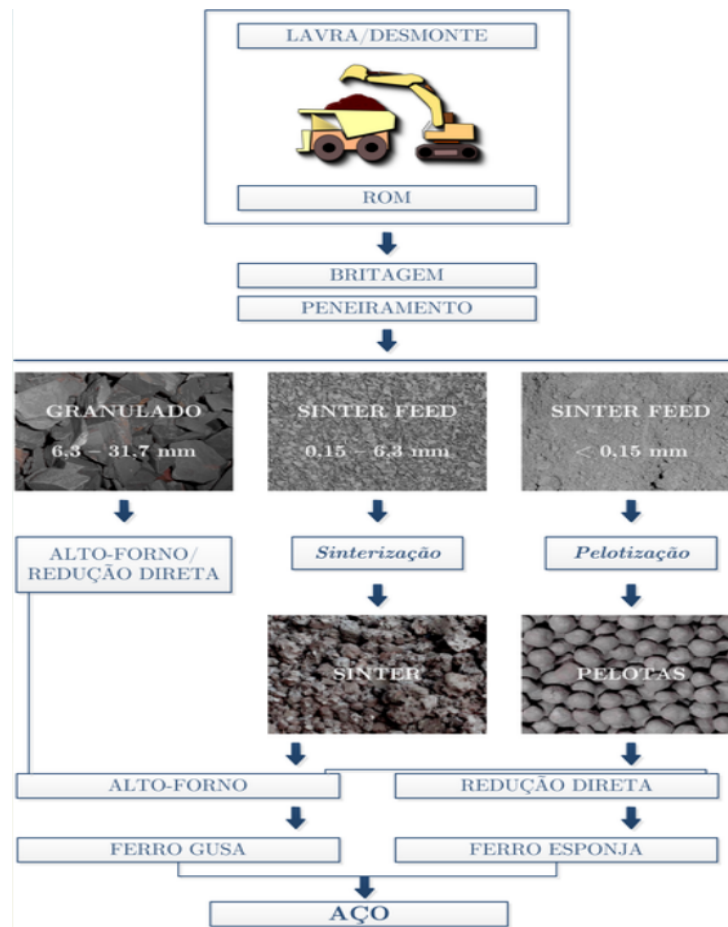 LAVRA/DESMONTE
ROM
BRITAGEM
PENEIRAMENTO
GRANULADO
6,3 – 31,7 mm
SINTER FEED
0,15 – 6,3 mm
SINTER FEED
< 0,15 mm
ALTO-FORNO/
REDUÇÃO DIRETA
Sinterização
Pelotização
SINTER
PELOTAS
ALTO-FORNO
REDUÇÃO DIRETA
FERRO GUSA
FERRO ESPONJA
AÇO